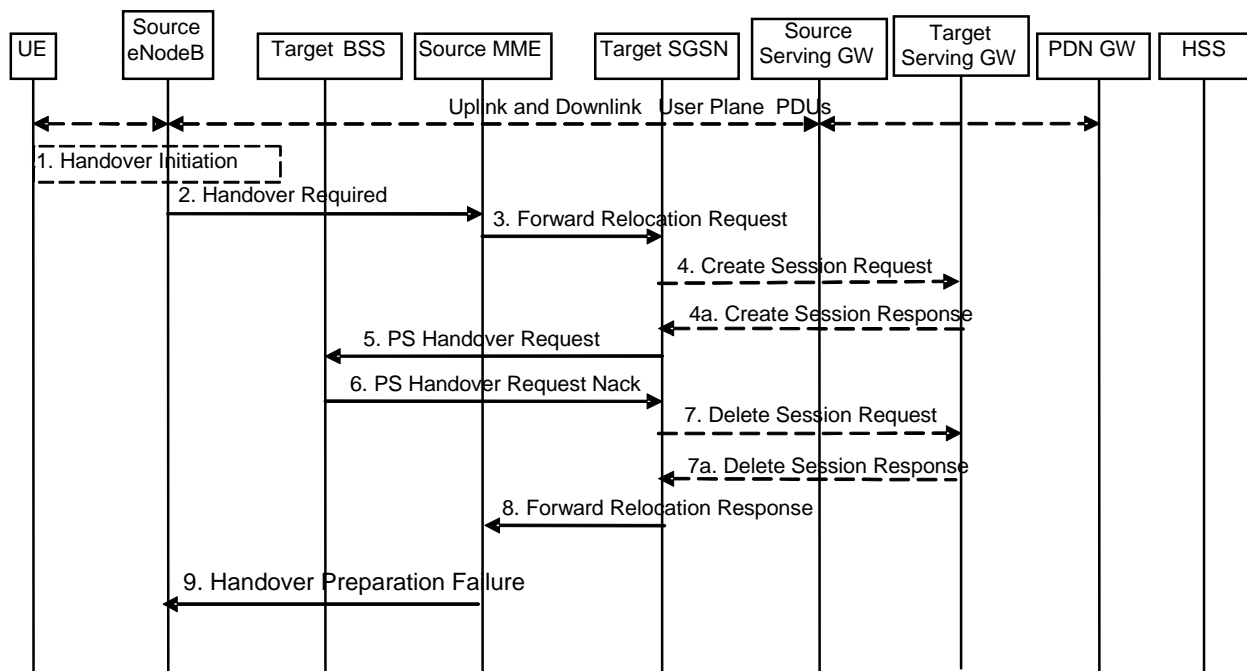 UE
Source
eNodeB
Target BSS
Source MME
Target SGSN
Source
Serving GW
Target
Serving GW
PDN GW
HSS
Uplink and Downlink User Plane PDUs
1. Handover Initiation
2. Handover Required
3. Forward Relocation Request
4. Create Session Request
4a. Create Session Response
5. PS Handover Request
6. PS Handover Request Nack
7. Delete Session Request
7a. Delete Session Response
8. Forward Relocation Response
9. Handover Preparation Failure